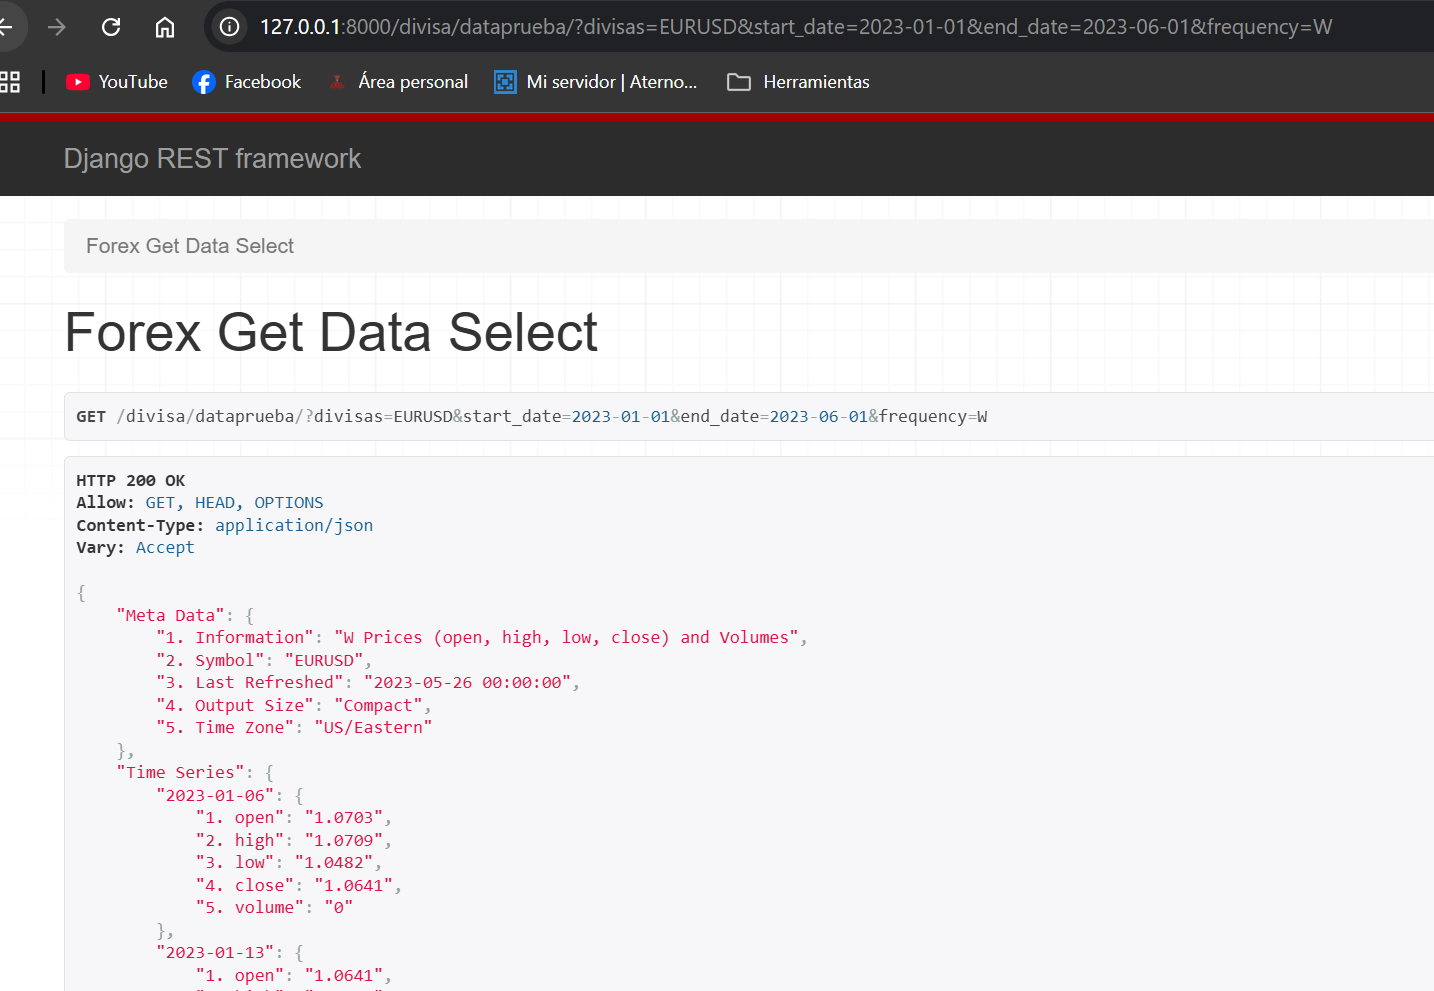 127.0.0.1:8000/divisa/dataprueba/?divisas=EURUSD&start_date=2023-01-01&end_date=2023-06-01&frequency=W
YouTube Facebook Área personal Mi servidor | Aterno... Herramientas
Django REST framework
Forex Get Data Select
Forex Get Data Select
GET /divisa/dataprueba/?divisas=EURUSD&start_date=2023-01-01&end_date=2023-06-01&frequency=W
HTTP 200 OK
Allow: GET, HEAD, OPTIONS
Content-Type: application/json
Vary: Accept
{
    "Meta Data": {
        "1. Information": "W Prices (open, high, low, close) and Volumes",
        "2. Symbol": "EURUSD",
        "3. Last Refreshed": "2023-05-26 00:00:00",
        "4. Output Size": "Compact",
        "5. Time Zone": "US/Eastern"
    },
    "Time Series": {
        "2023-01-06": {
            "1. open": "1.0703",
            "2. high": "1.0709",
            "3. low": "1.0482",
            "4. close": "1.0641",
            "5. volume": "0"
        },
        "2023-01-13": {
            "1. open": "1.0641",